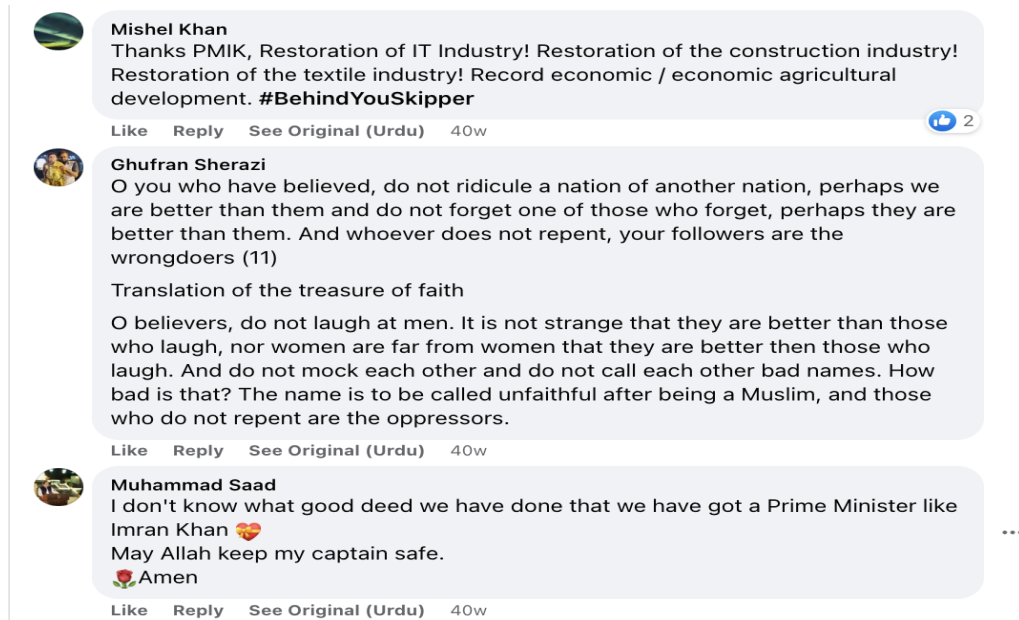 Mishel Khan
Thanks PMIK, Restoration of IT Industry! Restoration of the construction industry!
Restoration of the textile industry! Record economic / economic agricultural
development. #BehindYouSkipper
Like Reply See Original (Urdu) 40w
2
Ghufran Sherazi
O you who have believed, do not ridicule a nation of another nation, perhaps we
are better than them and do not forget one of those who forget, perhaps they are
better than them. And whoever does not repent, your followers are the
wrongdoers (11)
Translation of the treasure of faith
O believers, do not laugh at men. It is not strange that they are better than those
who laugh, nor women are far from women that they are better then those who
laugh. And do not mock each other and do not call each other bad names. How
bad is that? The name is to be called unfaithful after being a Muslim, and those
who do not repent are the oppressors.
Like Reply See Original (Urdu) 40w
Muhammad Saad
I don't know what good deed we have done that we have got a Prime Minister like
Imran Khan 💝
May Allah keep my captain safe.
🌹Amen
Like Reply See Original (Urdu) 40w